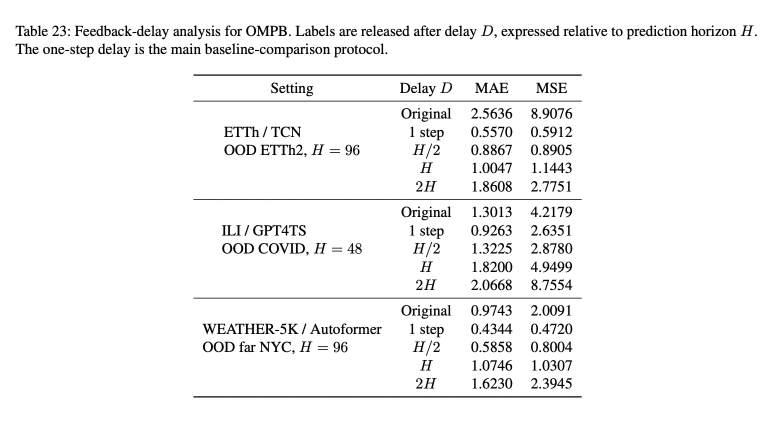 Table 23: Feedback-delay analysis for OMPB. Labels are released after delay D, expressed relative to prediction horizon H.
The one-step delay is the main baseline-comparison protocol.
Setting Delay D MAE MSE
Original 2.5636 8.9076
ETTh / TCN 1 step 0.5570 0.5912
OOD ETTh2, H = 96 H/2 0.8867 0.8905
H 1.0047 1.1443
2H 1.8608 2.7751
Original 1.3013 4.2179
ILI / GPT4TS 1 step 0.9263 2.6351
OOD COVID, H = 48 H/2 1.3225 2.8780
H 1.8200 4.9499
2H 2.0668 8.7554
Original 0.9743 2.0091
WEATHER-5K / Autoformer 1 step 0.4344 0.4720
OOD far NYC, H = 96 H/2 0.5858 0.8004
H 1.0746 1.0307
2H 1.6230 2.3945